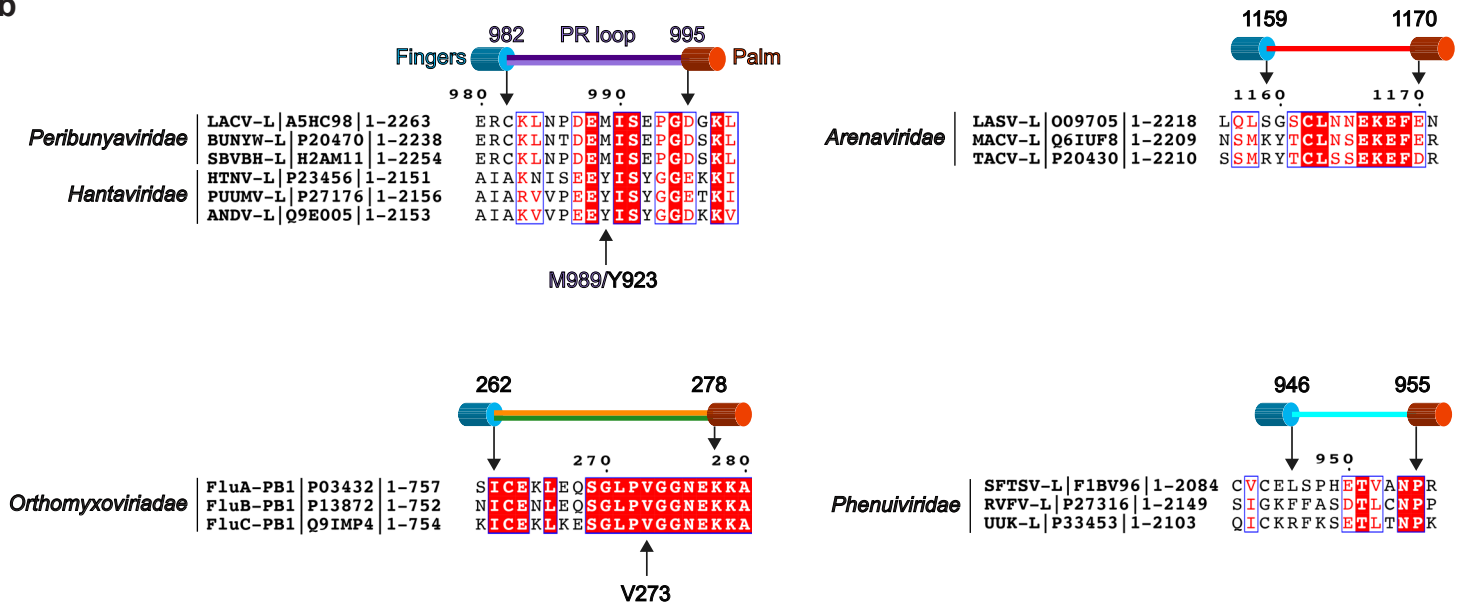 b
982 PR loop 995
Fingers Palm
980 990
Peribunyaviridae
LACV-L|A5HC98|1-2263 ERCKLNPDEMISEPGDGKL
BUNYW-L|P20470|1-2238 ERCKLNTDEMISEPGDSKL
SBVBH-L|H2AM11|1-2254 ERCKLNPDEMISEPGDSKL
Hantaviridae
HTNV-L|P23456|1-2151 AIAKNISEEYISYGGEKKI
PUUMV-L|P27176|1-2156 AIARVVPEEYISYGGETKI
ANDV-L|Q9E005|1-2153 AIAKVVPEEYISYGGDKKV
M989/Y923
1159 1170
1160 1170
Arenaviridae
LASV-L|O09705|1-2218 LQLSGSCLNNEKEFEN
MACV-L|Q6IUF8|1-2209 NSMKYTCLNNEKEFER
TACV-L|P20430|1-2210 SSMRYTCLSSEKEFDR
262 278
270 280
Orthomyxoviriadae
FluA-PB1|P03432|1-757 SICEKLEQSGLPVGGNEKKA
FluB-PB1|P13872|1-752 NICENLEQSGLPVGGNEKKA
FluC-PB1|Q9IMP4|1-754 KICEKLKESGLPVGGNEKKA
V273
946 955
950
Phenuiviridae
SFTSV-L|F1BV96|1-2084 CVCELSPHETVANPR
RVFV-L|P27316|1-2149 SIGKFFASDTLCNPP
UUK-L|P33453|1-2103 QICKRFKSETLTNPK